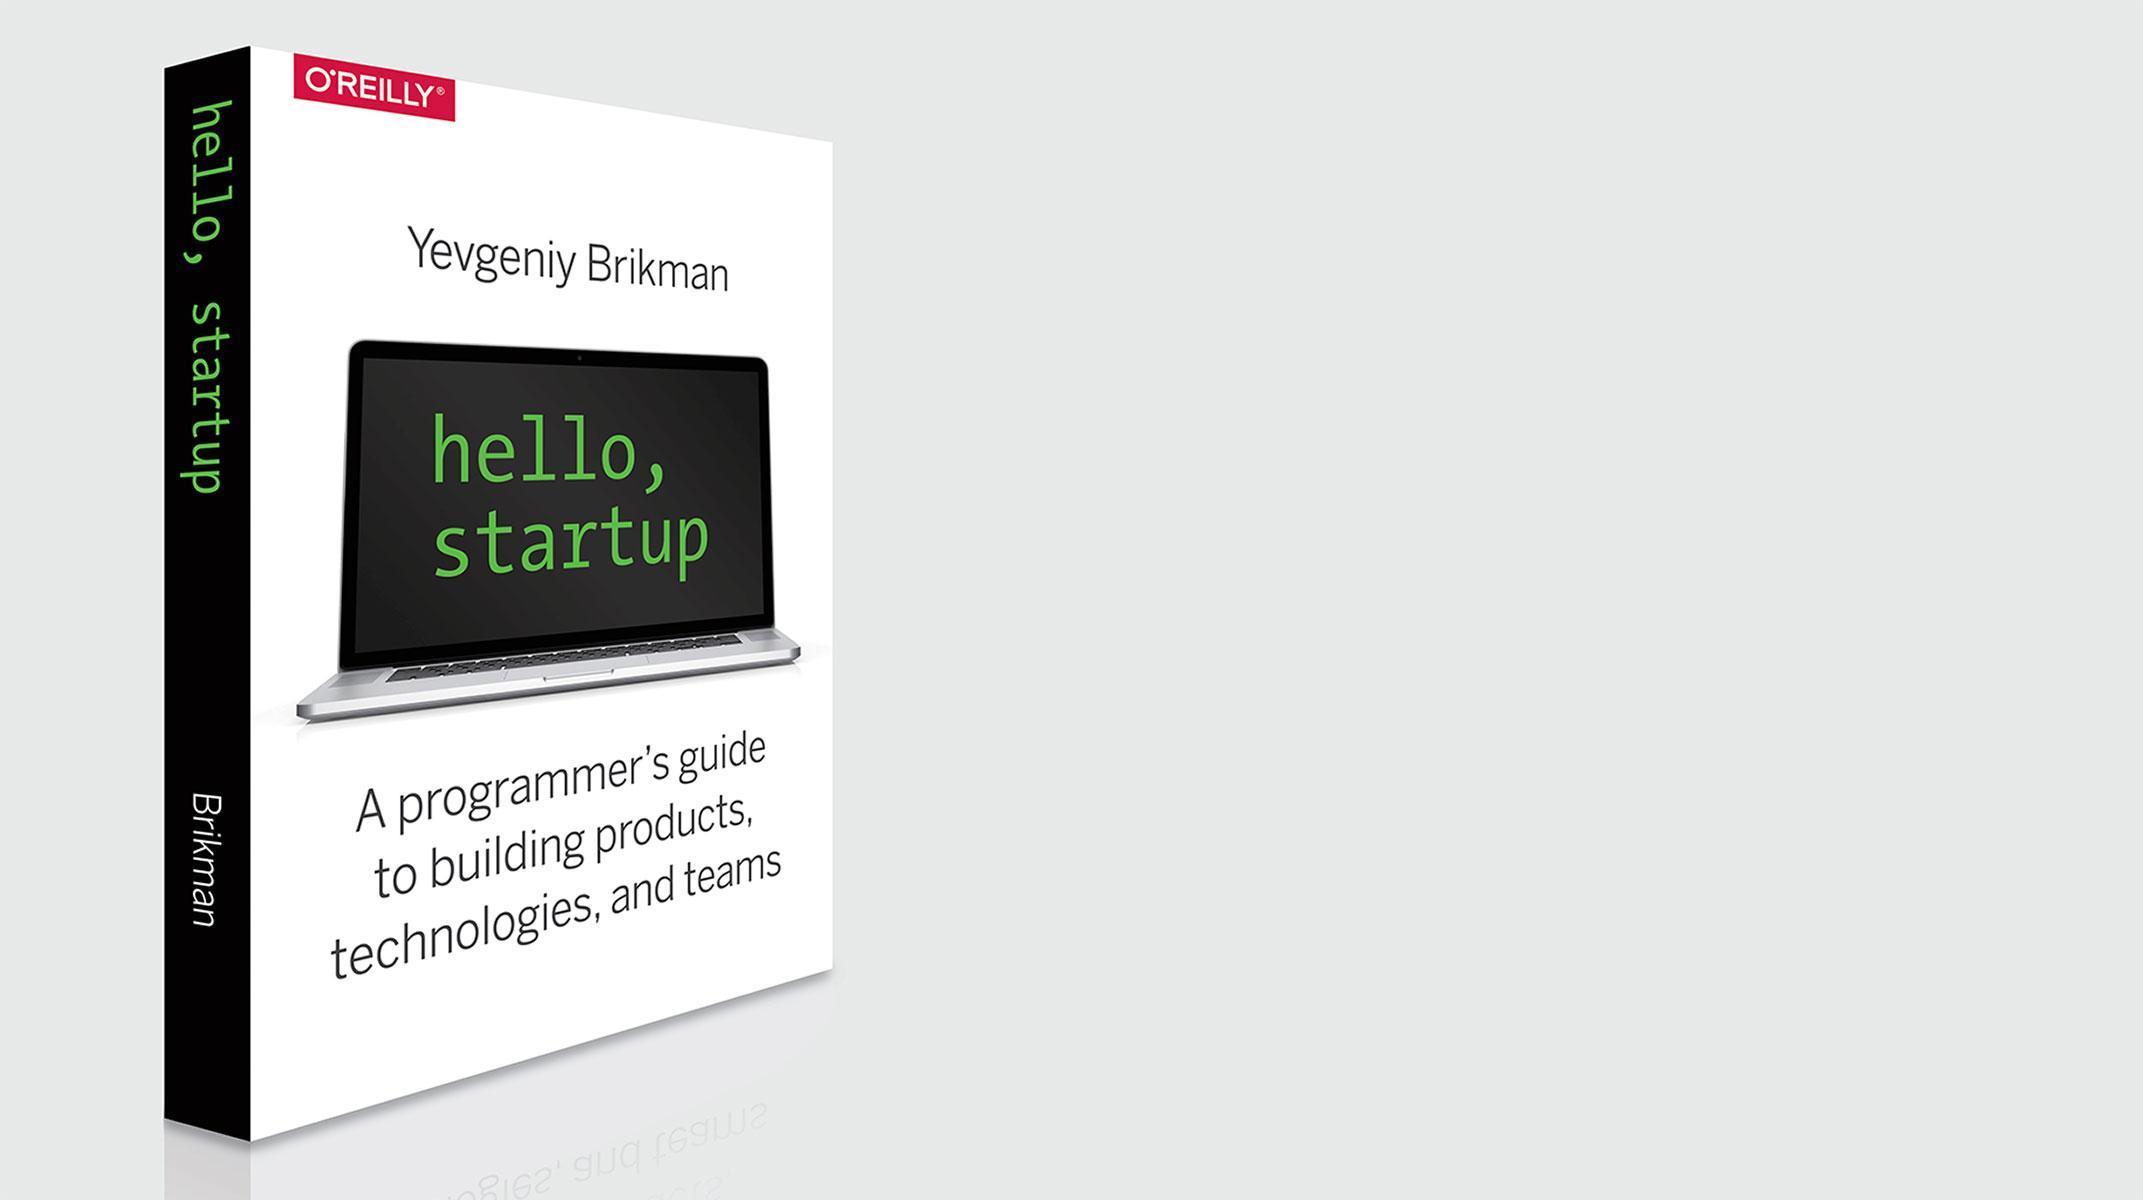 hello, startup
Brikman
O'REILLY®
Yevgeniy Brikman
hello,
startup
A programmer's guide
to building products,
technologies, and teams